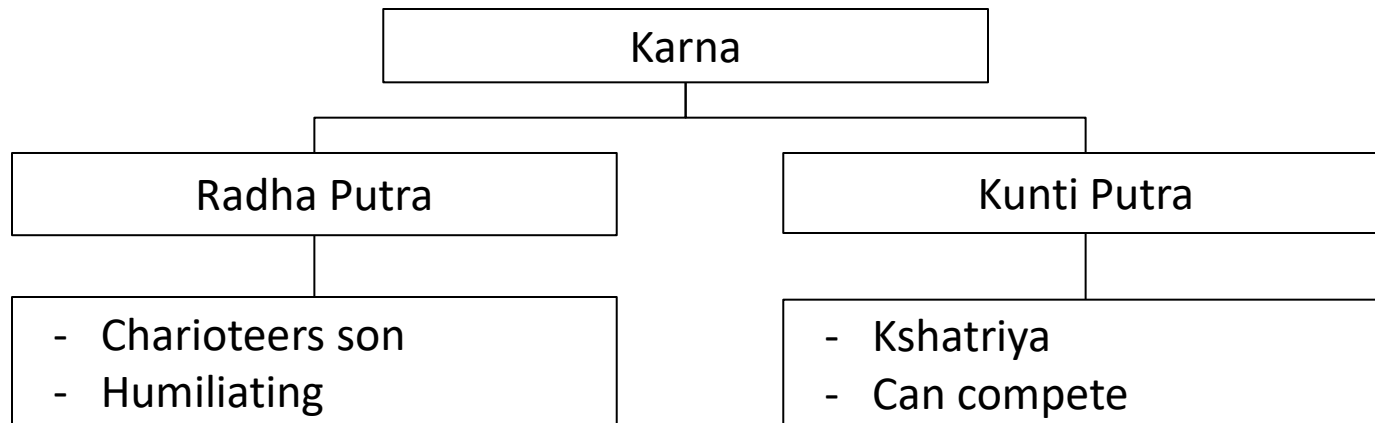 Karna
Radha Putra
Kunti Putra
- Charioteers son
- Humiliating
- Kshatriya
- Can compete